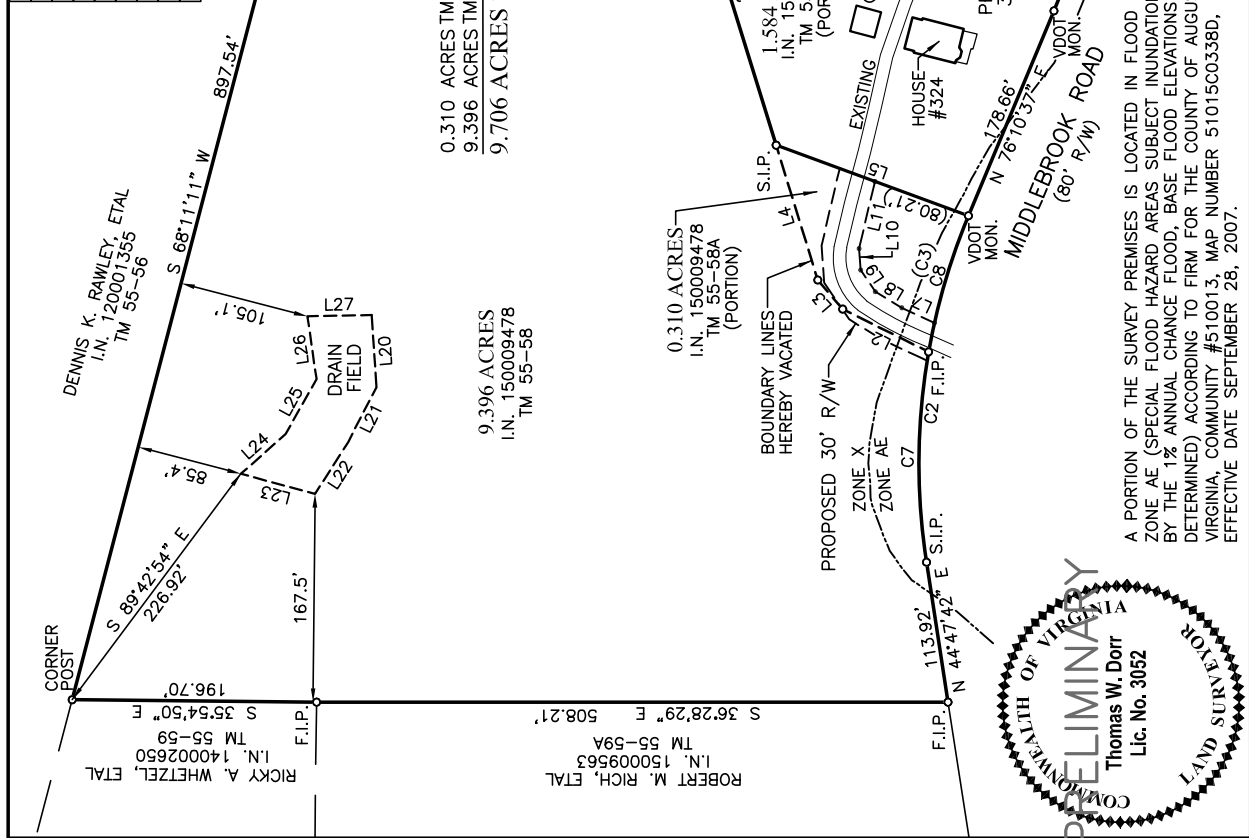 DENNIS K. RAWLEY, ETAL
I.N. 120001355
TM 55-56
S 68°11'11" W
897.54'
0.310 ACRES TM
9.396 ACRES TM
9.706 ACRES
1.584
I.N. 15
TM 5
(POR
EXISTING
HOUSE
#324
CORNER
POST
S 89°42'54" E
226.92'
85.4'
105.1'
L27
L26
L25
L24
L23
L22
L21
L20
DRAIN
FIELD
167.5'
9.396 ACRES
I.N. 150009478
TM 55-58
0.310 ACRES
I.N. 150009478
TM 55-58A
(PORTION)
S.I.P.
L4
L5
(80.21')
L11
L10
L9
L8
L7
L3
L2
(C3)
C8
BOUNDARY LINES
HEREBY VACATED
PROPOSED 30' R/W
ZONE X
ZONE AE
C7
C2
F.I.P.
VDOT
MON.
N 76°10'37" E
178.66'
VDOT
MON.
MIDDLEBROOK ROAD
(80' R/W)
S 35°54'50" E
196.70'
RICKY A. WHETZEL, ETAL
I.N. 140002650
TM 55-59
F.I.P.
S 36°28'29" E 508.21'
ROBERT M. RICH, ETAL
I.N. 150009563
TM 55-59A
F.I.P.
N 44°47'42" E
113.92'
S.I.P.
A PORTION OF THE SURVEY PREMISES IS LOCATED IN FLOOD
ZONE AE (SPECIAL FLOOD HAZARD AREAS SUBJECT INUNDATION
BY THE 1% ANNUAL CHANCE FLOOD, BASE FLOOD ELEVATIONS
DETERMINED) ACCORDING TO FIRM FOR THE COUNTY OF AUGU
VIRGINIA, COMMUNITY #510013, MAP NUMBER 51015C0338D,
EFFECTIVE DATE SEPTEMBER 28, 2007.
COMMONWEALTH OF VIRGINIA
PRELIMINARY
Thomas W. Dorr
Lic. No. 3052
LAND SURVEYOR